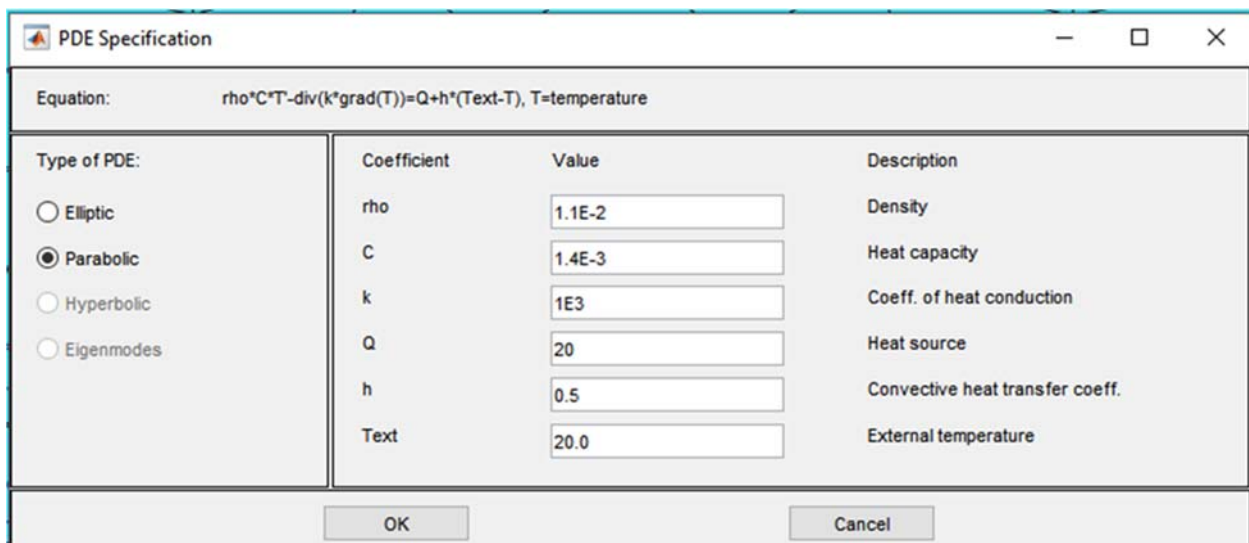 PDE Specification
Equation: rho*C*T'-div(k*grad(T))=Q+h*(Text-T), T=temperature
Type of PDE:
Elliptic
Parabolic
Hyperbolic
Eigenmodes
Coefficient Value Description
rho 1.1E-2 Density
C 1.4E-3 Heat capacity
k 1E3 Coeff. of heat conduction
Q 20 Heat source
h 0.5 Convective heat transfer coeff.
Text 20.0 External temperature
OK Cancel